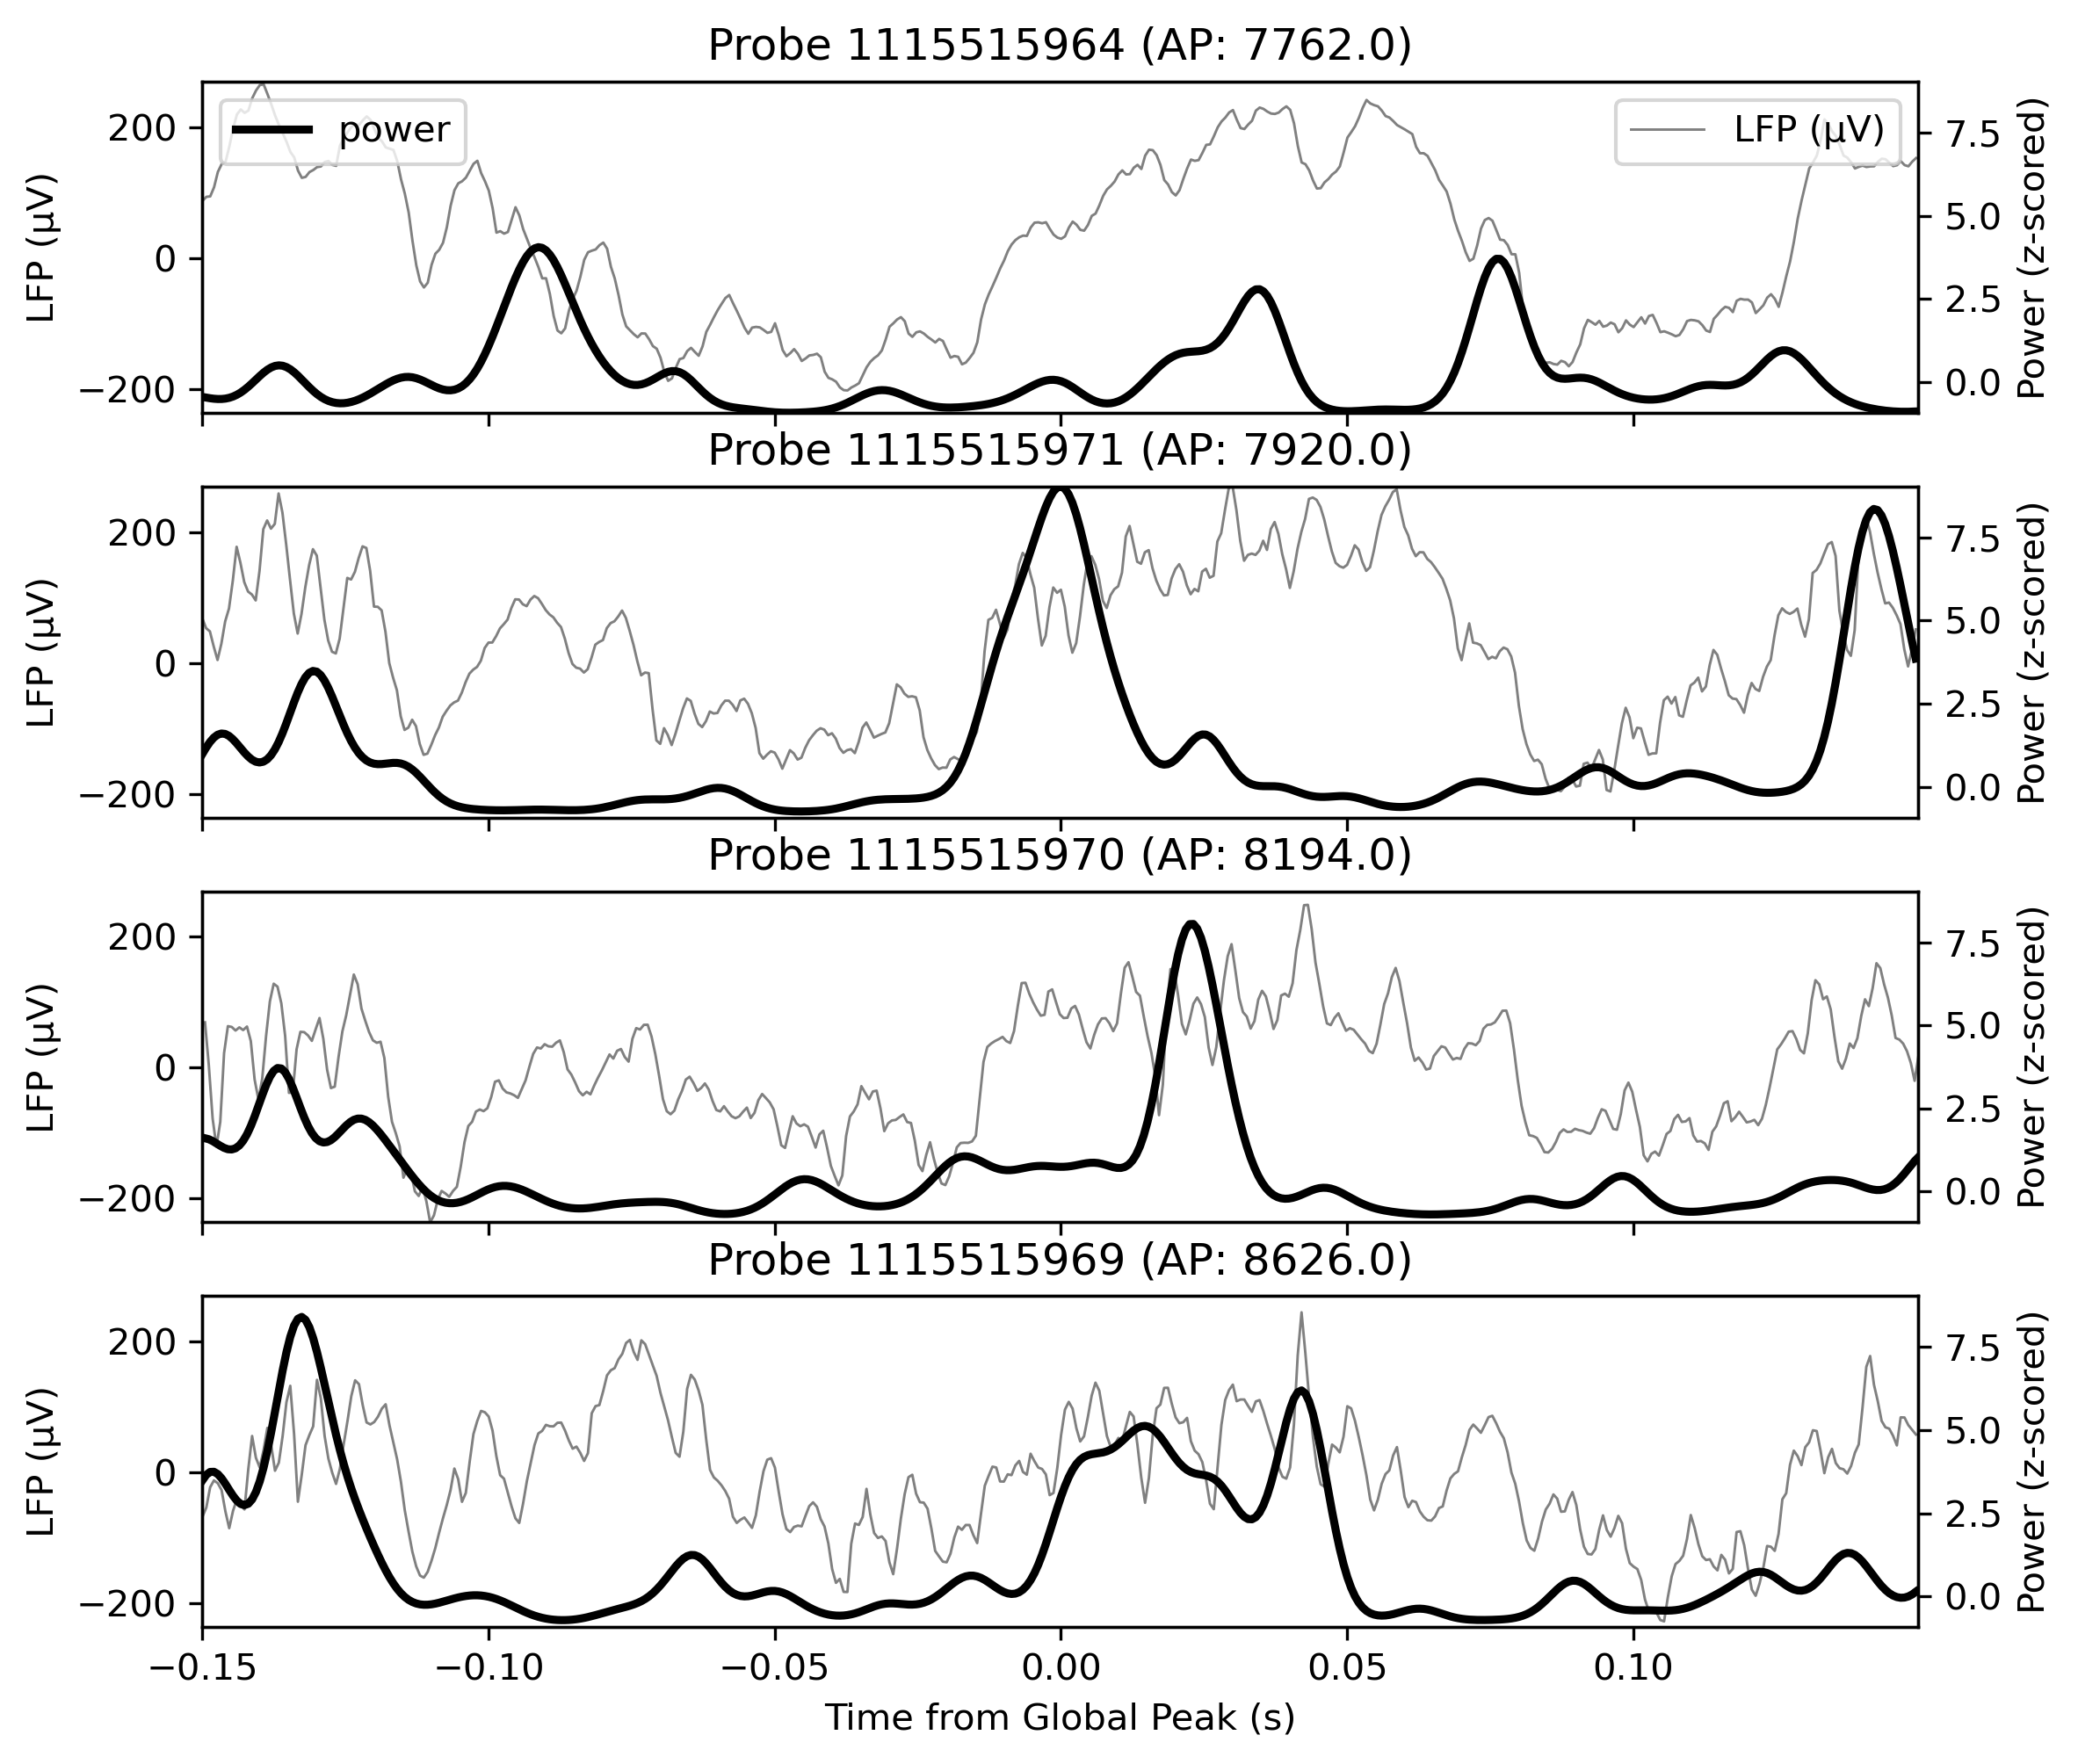 Probe 1115515964 (AP: 7762.0)
LFP (µV)
200
0
−200
power
LFP (µV)
7.5
5.0
2.5
0.0
Power (z-scored)
Probe 1115515971 (AP: 7920.0)
LFP (µV)
200
0
−200
7.5
5.0
2.5
0.0
Power (z-scored)
Probe 1115515970 (AP: 8194.0)
LFP (µV)
200
0
−200
7.5
5.0
2.5
0.0
Power (z-scored)
Probe 1115515969 (AP: 8626.0)
LFP (µV)
200
0
−200
7.5
5.0
2.5
0.0
Power (z-scored)
−0.15 −0.10 −0.05 0.00 0.05 0.10
Time from Global Peak (s)